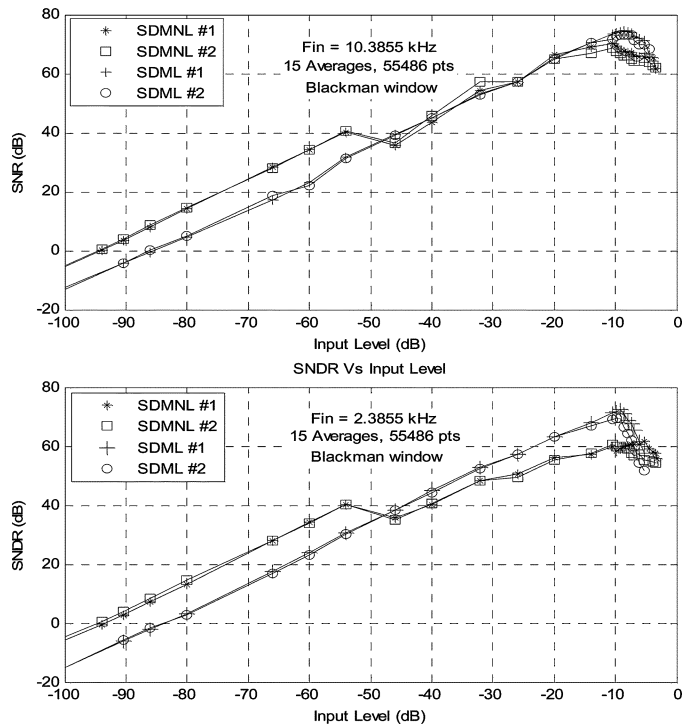 80
60
40
20
0
-20
SNR (dB)
SDMNL #1
SDMNL #2
SDML #1
SDML #2
Fin = 10.3855 kHz
15 Averages, 55486 pts
Blackman window
-100 -90 -80 -70 -60 -50 -40 -30 -20 -10 0
Input Level (dB)
SNDR Vs Input Level
80
60
40
20
0
-20
SNDR (dB)
SDMNL #1
SDMNL #2
SDML #1
SDML #2
Fin = 2.3855 kHz
15 Averages, 55486 pts
Blackman window
-100 -90 -80 -70 -60 -50 -40 -30 -20 -10 0
Input Level (dB)